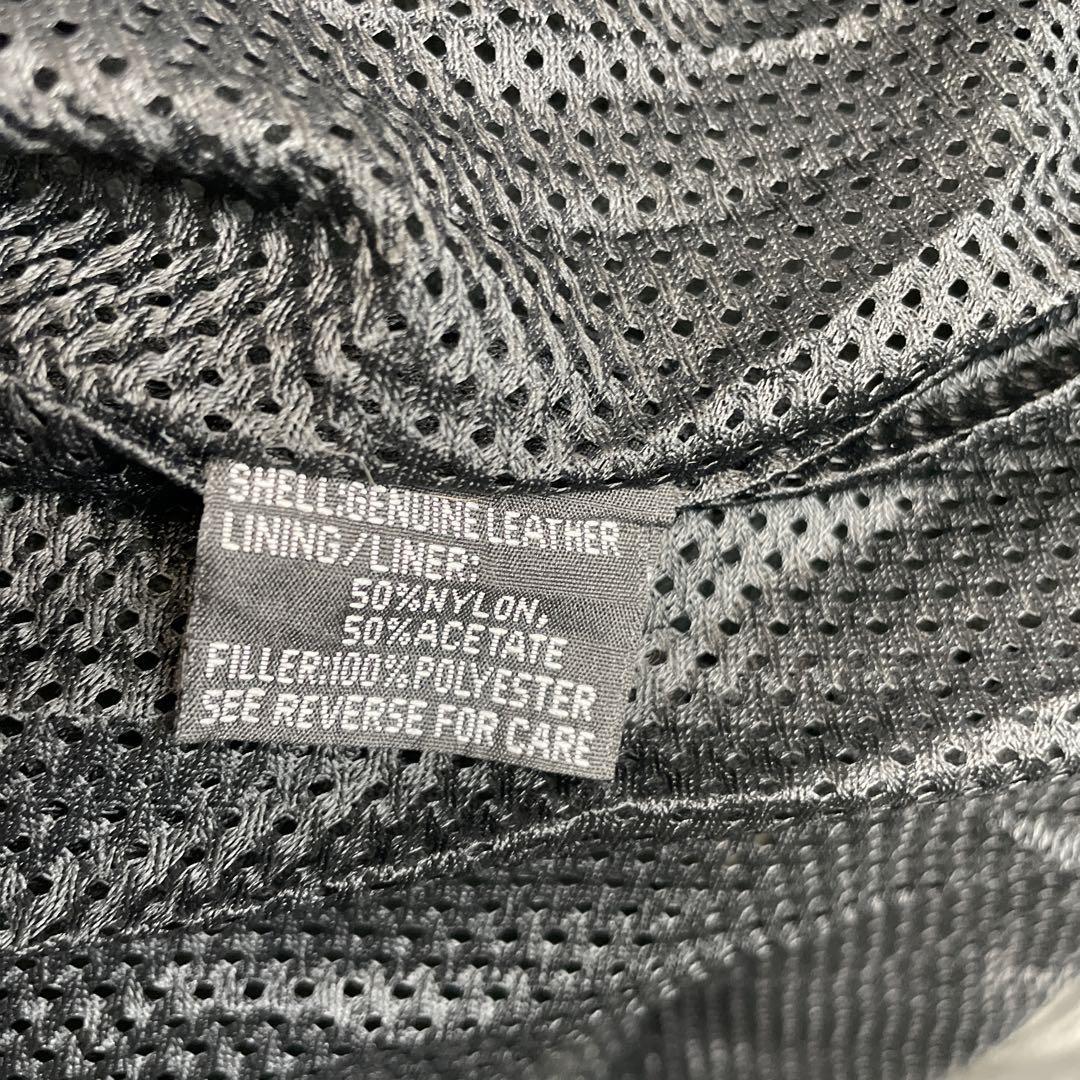 SHELL:GENUINE LEATHER
LINING/LINER:
50%NYLON,
50%ACETATE
FILLER:100%POLYESTER
SEE REVERSE FOR CARE